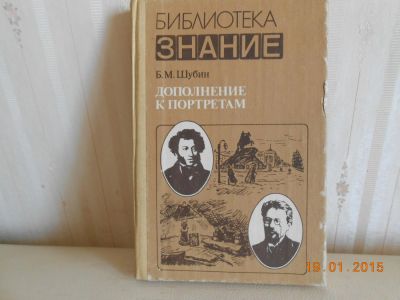 БИБЛИОТЕКА
ЗНАНИЕ
Б.М.Шубин
ДОПОЛНЕНИЕ
К ПОРТРЕТАМ
19.01.2015